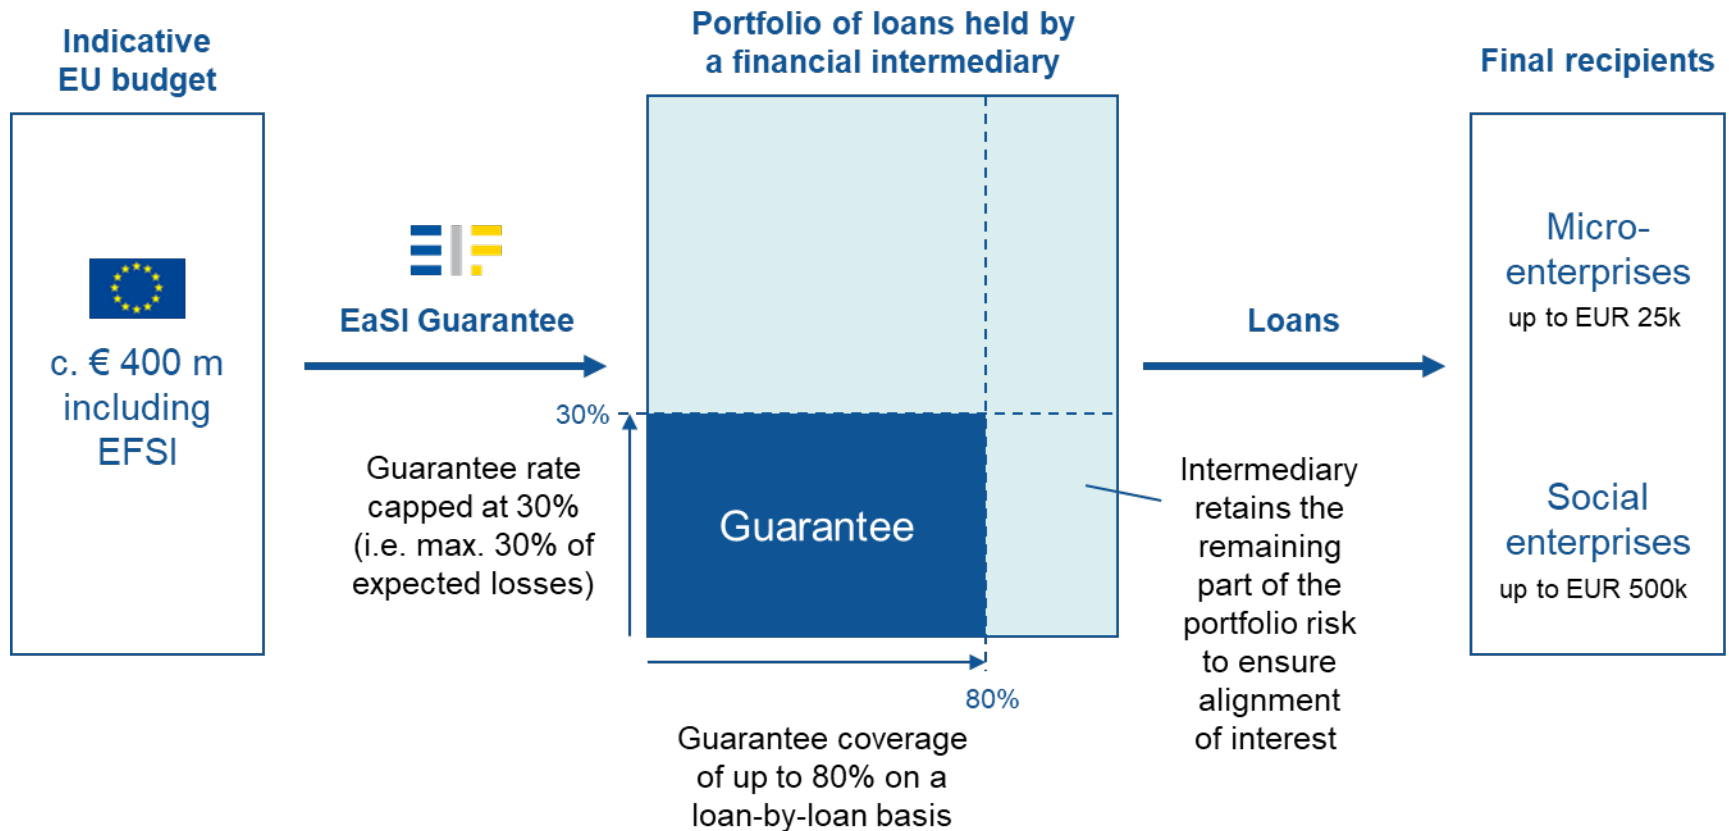 Indicative
EU budget
c. € 400 m
including
EFSI
EIF
EaSI Guarantee
Guarantee rate
capped at 30%
(i.e. max. 30% of
expected losses)
Portfolio of loans held by
a financial intermediary
30%
Guarantee
80%
Guarantee coverage
of up to 80% on a
loan-by-loan basis
Loans
Intermediary
retains the
remaining
part of the
portfolio risk
to ensure
alignment
of interest
Final recipients
Micro-
enterprises
up to EUR 25k
Social
enterprises
up to EUR 500k